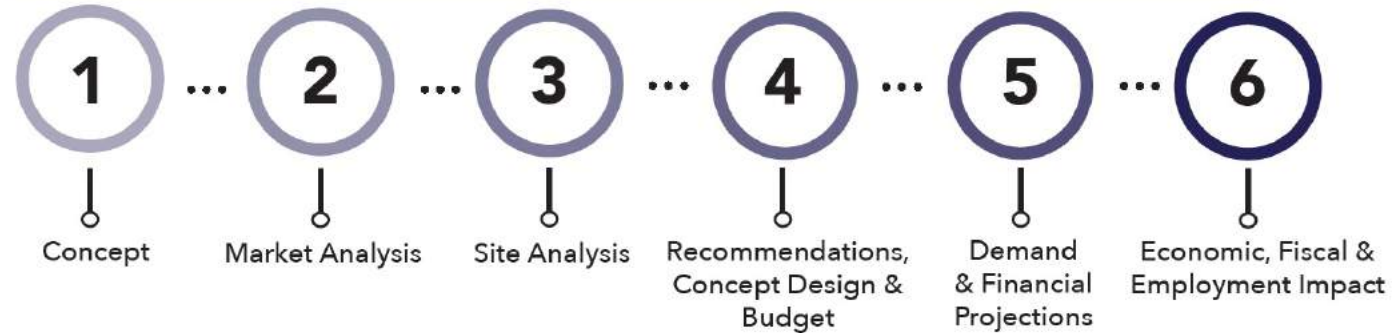 1 ... 2 ... 3 ... 4 ... 5 ... 6
Concept
Market Analysis
Site Analysis
Recommendations,
Concept Design &
Budget
Demand
& Financial
Projections
Economic, Fiscal &
Employment Impact